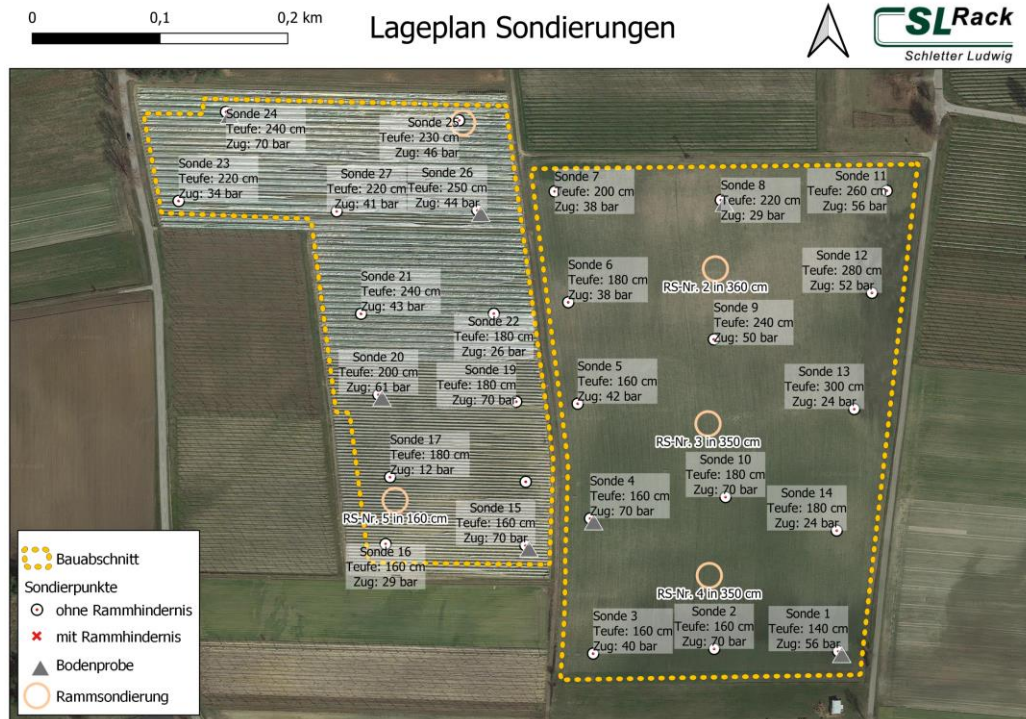 0
0,1
0,2 km
Lageplan Sondierungen
SL Rack
Schletter Ludwig
Sonde 24
Teufe: 240 cm
Zug: 70 bar
Sonde 25
Teufe: 230 cm
Zug: 46 bar
Sonde 23
Teufe: 220 cm
Zug: 34 bar
Sonde 27
Teufe: 220 cm
Zug: 41 bar
Sonde 26
Teufe: 250 cm
Zug: 44 bar
Sonde 7
Teufe: 200 cm
Zug: 38 bar
Sonde 8
Teufe: 220 cm
Zug: 29 bar
Sonde 11
Teufe: 260 cm
Zug: 56 bar
Sonde 21
Teufe: 240 cm
Zug: 43 bar
Sonde 22
Teufe: 180 cm
Zug: 26 bar
Sonde 6
Teufe: 180 cm
Zug: 38 bar
RS-Nr. 2 in 360 cm
Sonde 12
Teufe: 280 cm
Zug: 52 bar
Sonde 9
Teufe: 240 cm
Zug: 50 bar
Sonde 20
Teufe: 200 cm
Zug: 61 bar
Sonde 19
Teufe: 180 cm
Zug: 70 bar
Sonde 5
Teufe: 160 cm
Zug: 42 bar
Sonde 13
Teufe: 300 cm
Zug: 24 bar
RS-Nr. 3 in 350 cm
Sonde 17
Teufe: 180 cm
Zug: 12 bar
Sonde 10
Teufe: 180 cm
Zug: 70 bar
Sonde 4
Teufe: 160 cm
Zug: 70 bar
Sonde 14
Teufe: 180 cm
Zug: 24 bar
RS-Nr. 5 in 160 cm
Sonde 15
Teufe: 160 cm
Zug: 70 bar
Sonde 16
Teufe: 160 cm
Zug: 29 bar
RS-Nr. 4 in 350 cm
Sonde 3
Teufe: 160 cm
Zug: 40 bar
Sonde 2
Teufe: 160 cm
Zug: 70 bar
Sonde 1
Teufe: 140 cm
Zug: 56 bar
Bauabschnitt
Sondierpunkte
ohne Rammhindernis
mit Rammhindernis
Bodenprobe
Rammsondierung